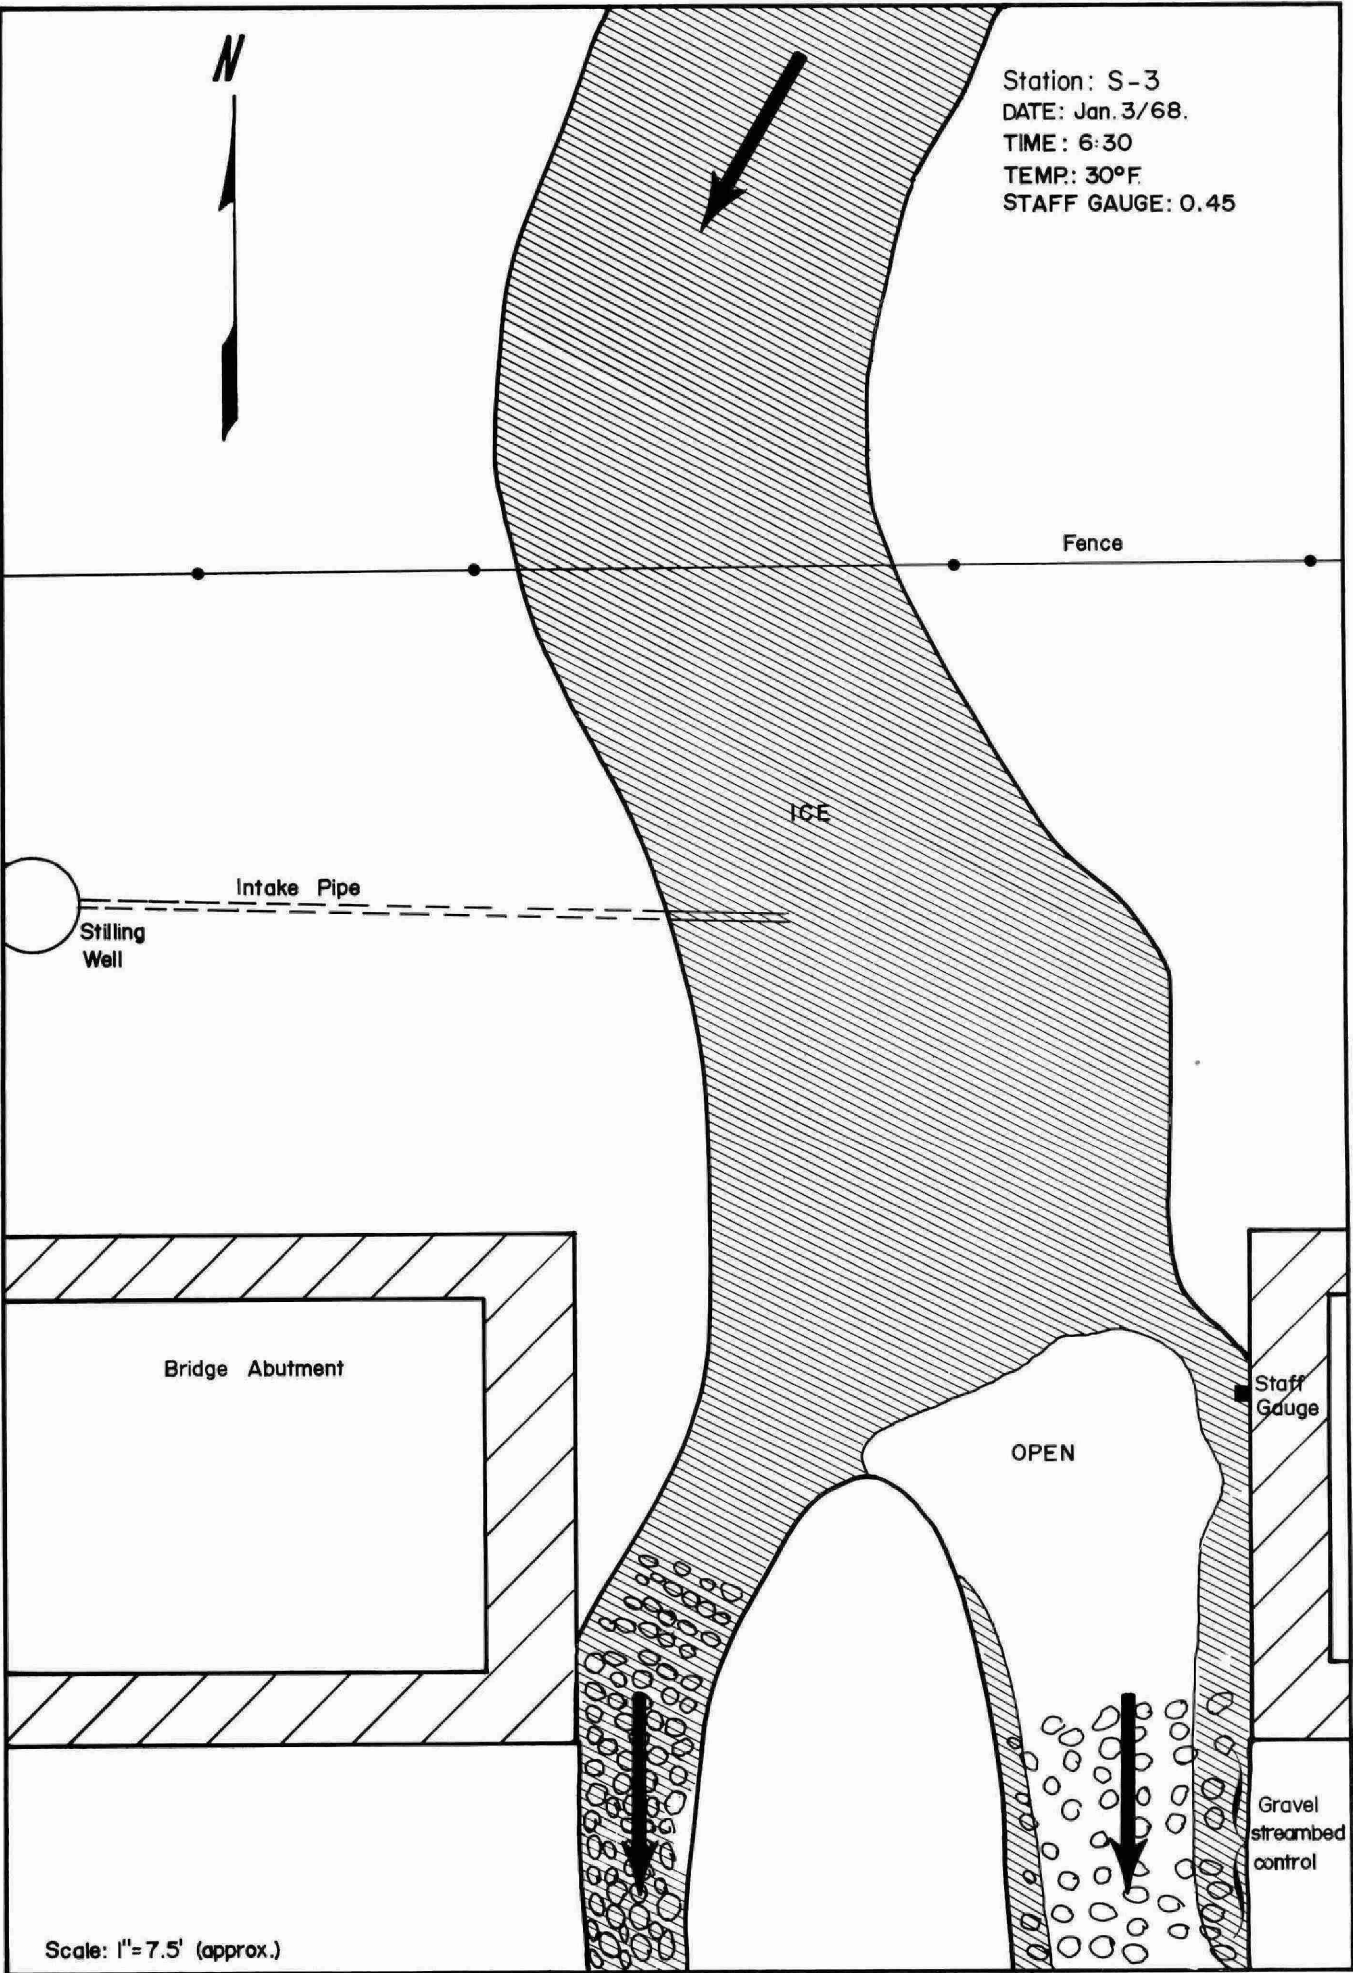 N
Station: S-3
DATE: Jan. 3/68.
TIME: 6:30
TEMP.: 30°F.
STAFF GAUGE: 0.45
Fence
ICE
Intake Pipe
Stilling
Well
Bridge Abutment
Staff
Gauge
OPEN
Gravel
streambed
control
Scale: 1"=7.5' (approx.)